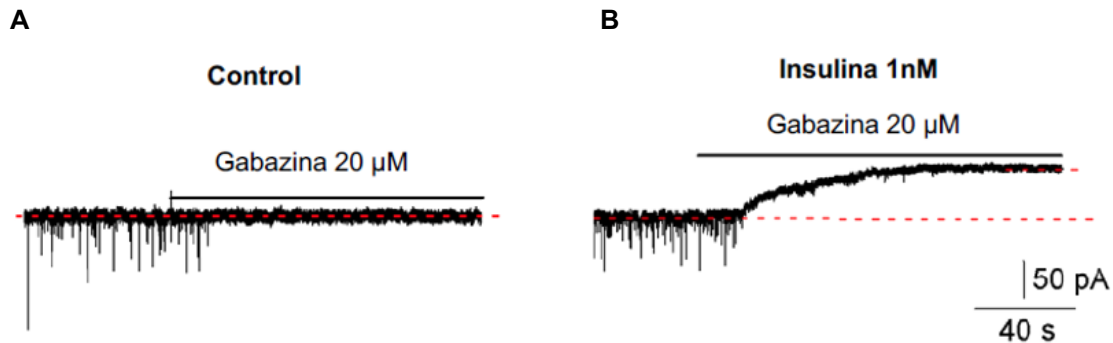 A
B
Control
Insulina 1nM
Gabazina 20 μM
Gabazina 20 μM
50 pA
40 s